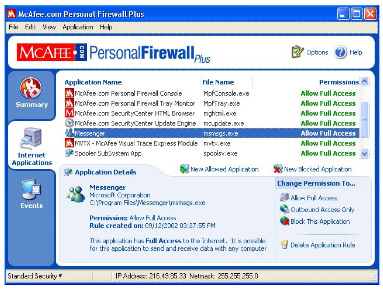 McAfee.com Personal Firewall Plus
File Edit View Application Help
McAFEE .COM PersonalFirewall Plus
Options Help
Application Name File Name Permissions
McAfee.com Personal Firewall Console MpfConsole.exe Allow Full Access
McAfee.com Personal Firewall Tray Monitor MpfTray.exe Allow Full Access
McAfee.com SecurityCenter HTML Browser mghtml.exe Allow Full Access
McAfee.com SecurityCenter Update Engine mcupdate.exe Allow Full Access
Messenger msmsgs.exe Allow Full Access
MVTX - McAfee Visual Trace Express Module mvtx.exe Allow Full Access
Spooler SubSystem App spoolsv.exe Allow Full Access
Summary
Internet Applications
Events
New Allowed Application New Blocked Application
Application Details
Messenger
Microsoft Corporation
C:\Program Files\Messenger\msmsgs.exe
Permissions: Allow Full Access
Rule created on: 09/12/2002 03:27:55 PM
This application has Full Access to the Internet. It is possible
for this application to send and receive data with any computer.
Change Permission To...
Allow Full Access
Outbound Access Only
Block This Application
Delete Application Rule
Standard Security
IP Address: 216.49.85.33 Netmask: 255.255.255.0